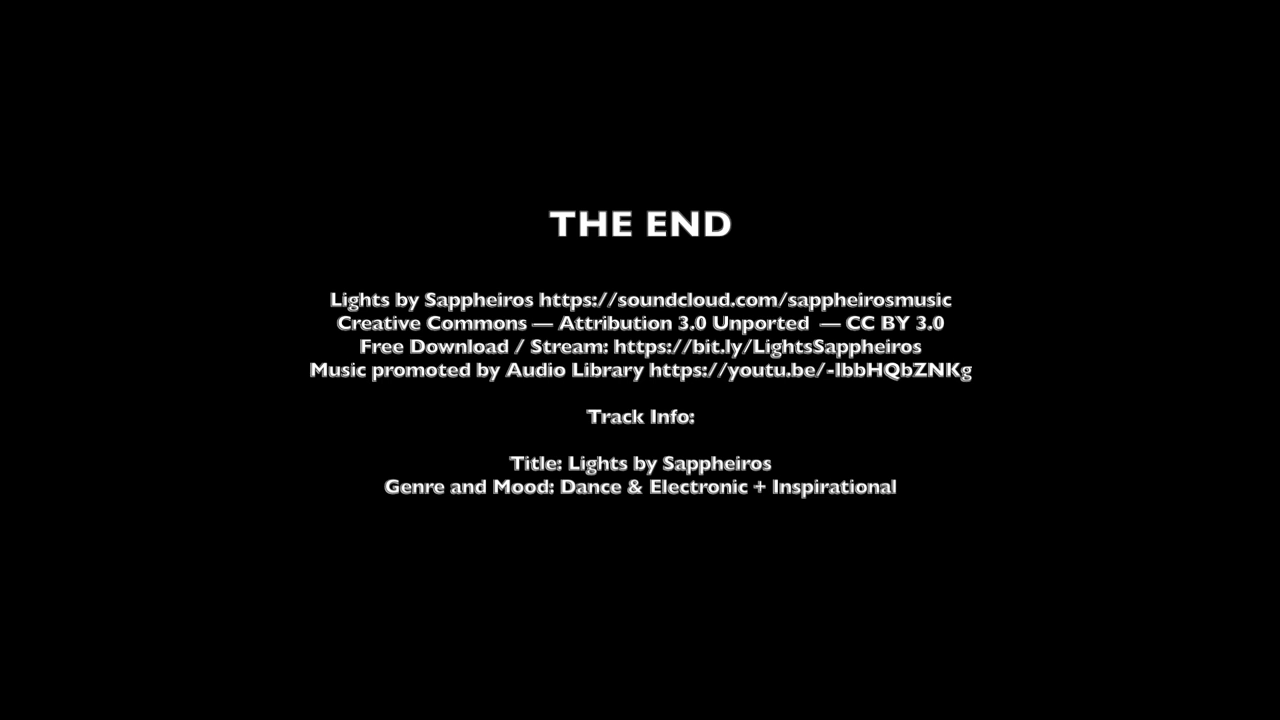 THE END
Lights by Sappheiros https://soundcloud.com/sappheirosmusic
Creative Commons — Attribution 3.0 Unported  — CC BY 3.0
Free Download / Stream: https://bit.ly/LightsSappheiros
Music promoted by Audio Library https://youtu.be/-lbbHQbZNKg
Track Info:
Title: Lights by Sappheiros
Genre and Mood: Dance & Electronic + Inspirational